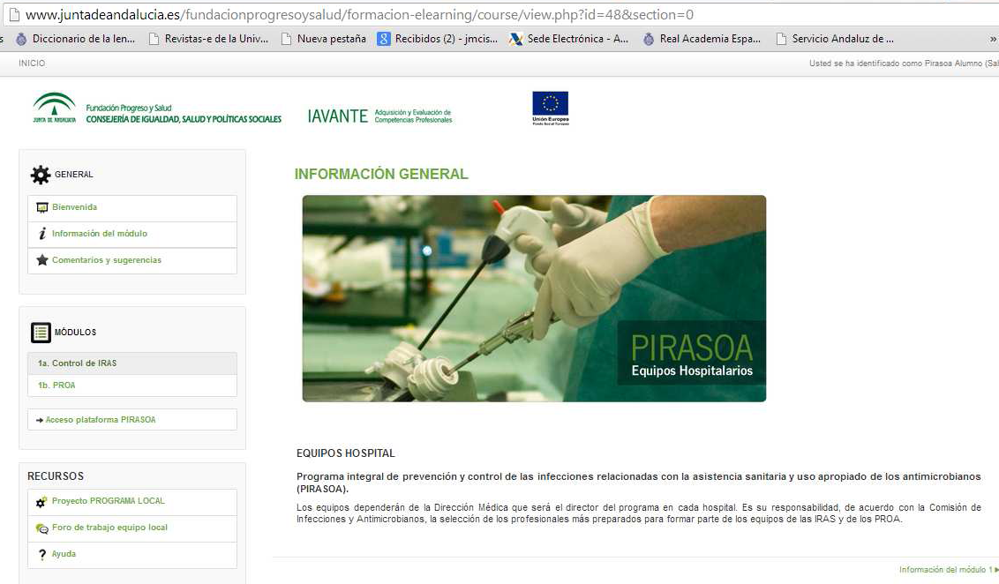 www.juntadeandalucia.es/fundacionprogresoysalud/formacion-elearning/course/view.php?id=48&section=0
s Diccionario de la len... Revistas-e de la Univ... Nueva pestaña Recibidos (2) - jmcis... Sede Electrónica - A... Real Academia Espa... Servicio Andaluz de ... »
INICIO
Usted se ha identificado como Pirasoa Alumno (Sal
JUNTA DE ANDALUCIA
Fundación Progreso y Salud
CONSEJERÍA DE IGUALDAD, SALUD Y POLÍTICAS SOCIALES
IAVANTE
Adquisición y Evaluación de
Competencias Profesionales
Unión Europea
Fondo Social Europeo
GENERAL
Bienvenida
Información del módulo
Comentarios y sugerencias
MÓDULOS
1a. Control de IRAS
1b. PROA
Acceso plataforma PIRASOA
RECURSOS
Proyecto PROGRAMA LOCAL
Foro de trabajo equipo local
Ayuda
INFORMACIÓN GENERAL
PIRASOA
Equipos Hospitalarios
EQUIPOS HOSPITAL
Programa integral de prevención y control de las infecciones relacionadas con la asistencia sanitaria y uso apropiado de los antimicrobianos
(PIRASOA).
Los equipos dependerán de la Dirección Médica que será el director del programa en cada hospital. Es su responsabilidad, de acuerdo con la Comisión de
Infecciones y Antimicrobianos, la selección de los profesionales más preparados para formar parte de los equipos de las IRAS y de los PROA.
Información del módulo 1